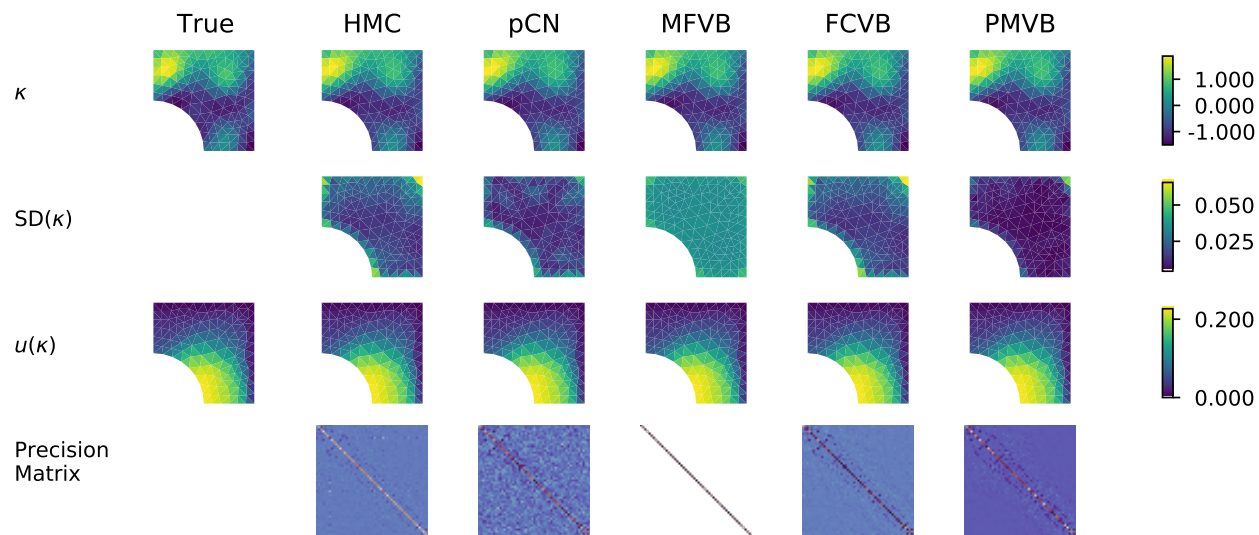 True HMC pCN MFVB FCVB PMVB
κ
1.000
0.000
-1.000
SD(κ)
0.050
0.025
u(κ)
0.200
0.000
Precision
Matrix